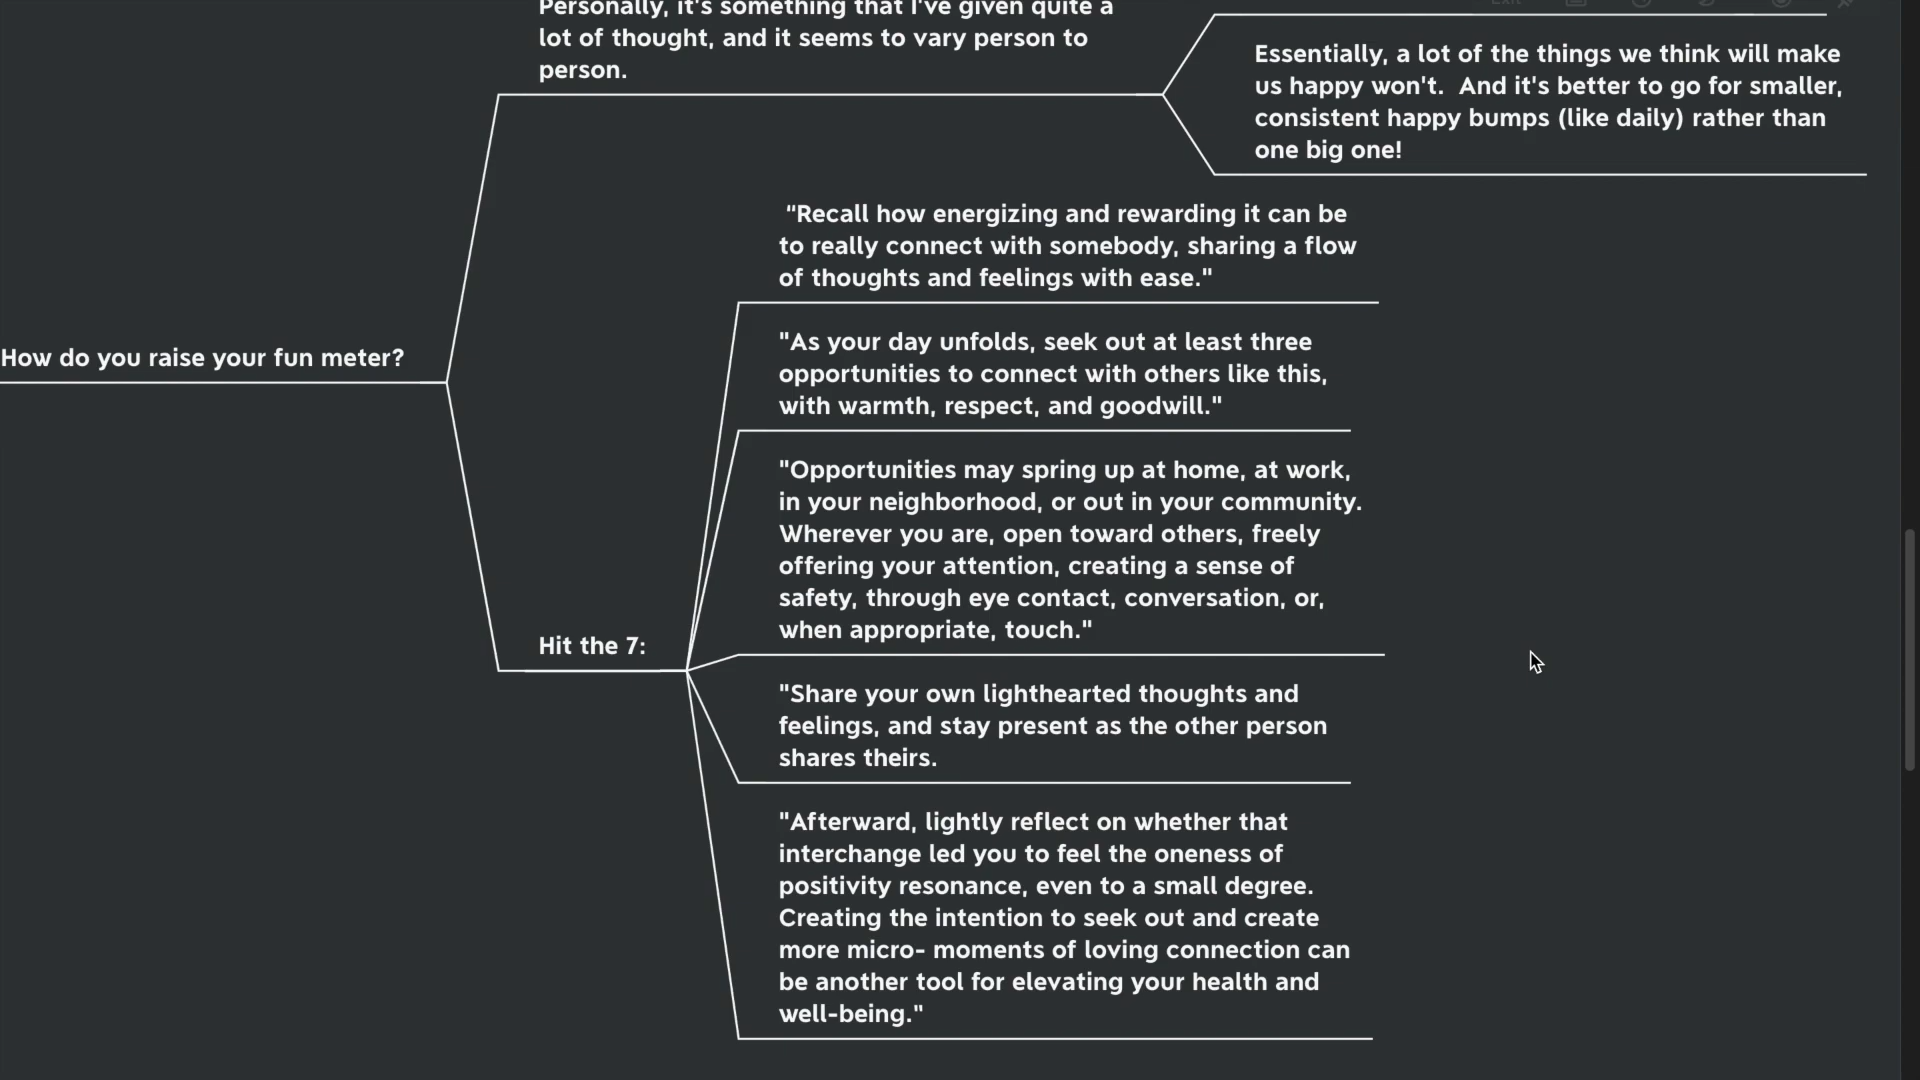 Personally, it's something that I've given quite a
lot of thought, and it seems to vary person to
person.
Essentially, a lot of the things we think will make
us happy won't.  And it's better to go for smaller,
consistent happy bumps (like daily) rather than
one big one!
How do you raise your fun meter?
Hit the 7:
“Recall how energizing and rewarding it can be
to really connect with somebody, sharing a flow
of thoughts and feelings with ease."
"As your day unfolds, seek out at least three
opportunities to connect with others like this,
with warmth, respect, and goodwill."
"Opportunities may spring up at home, at work,
in your neighborhood, or out in your community.
Wherever you are, open toward others, freely
offering your attention, creating a sense of
safety, through eye contact, conversation, or,
when appropriate, touch."
"Share your own lighthearted thoughts and
feelings, and stay present as the other person
shares theirs.
"Afterward, lightly reflect on whether that
interchange led you to feel the oneness of
positivity resonance, even to a small degree.
Creating the intention to seek out and create
more micro- moments of loving connection can
be another tool for elevating your health and
well-being."